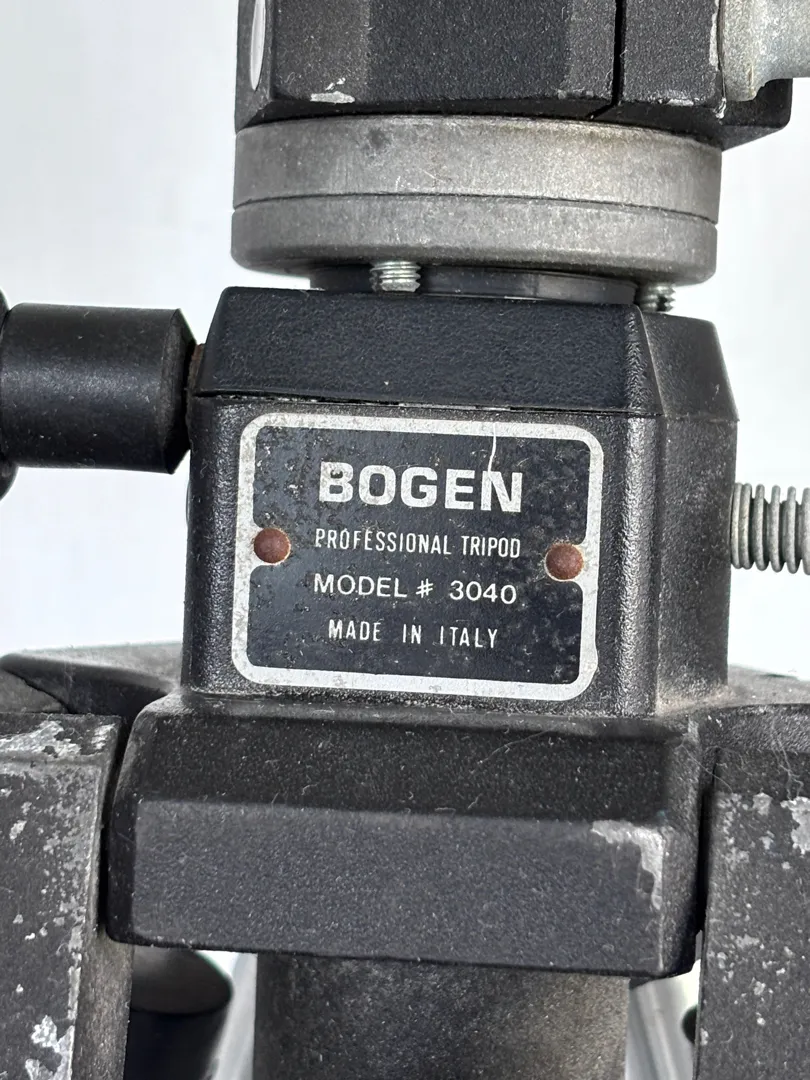 BOGEN
PROFESSIONAL TRIPOD
MODEL # 3040
MADE IN ITALY